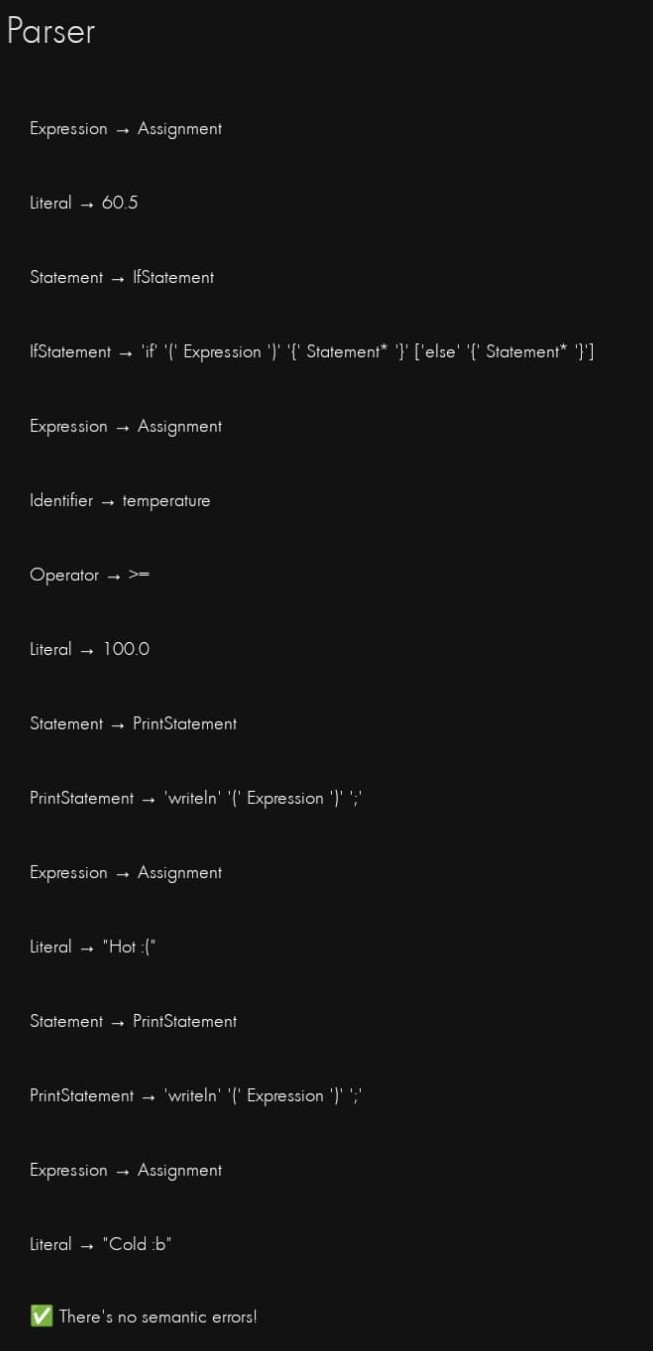 Parser
Expression → Assignment
Literal → 60.5
Statement → IfStatement
IfStatement → 'if' '(' Expression ')' '{' Statement* '}' ['else' '{' Statement* '}']
Expression → Assignment
Identifier → temperature
Operator → >=
Literal → 100.0
Statement → PrintStatement
PrintStatement → 'writeln' '(' Expression ')' ';'
Expression → Assignment
Literal → "Hot :("
Statement → PrintStatement
PrintStatement → 'writeln' '(' Expression ')' ';'
Expression → Assignment
Literal → "Cold :b"
✅ There's no semantic errors!